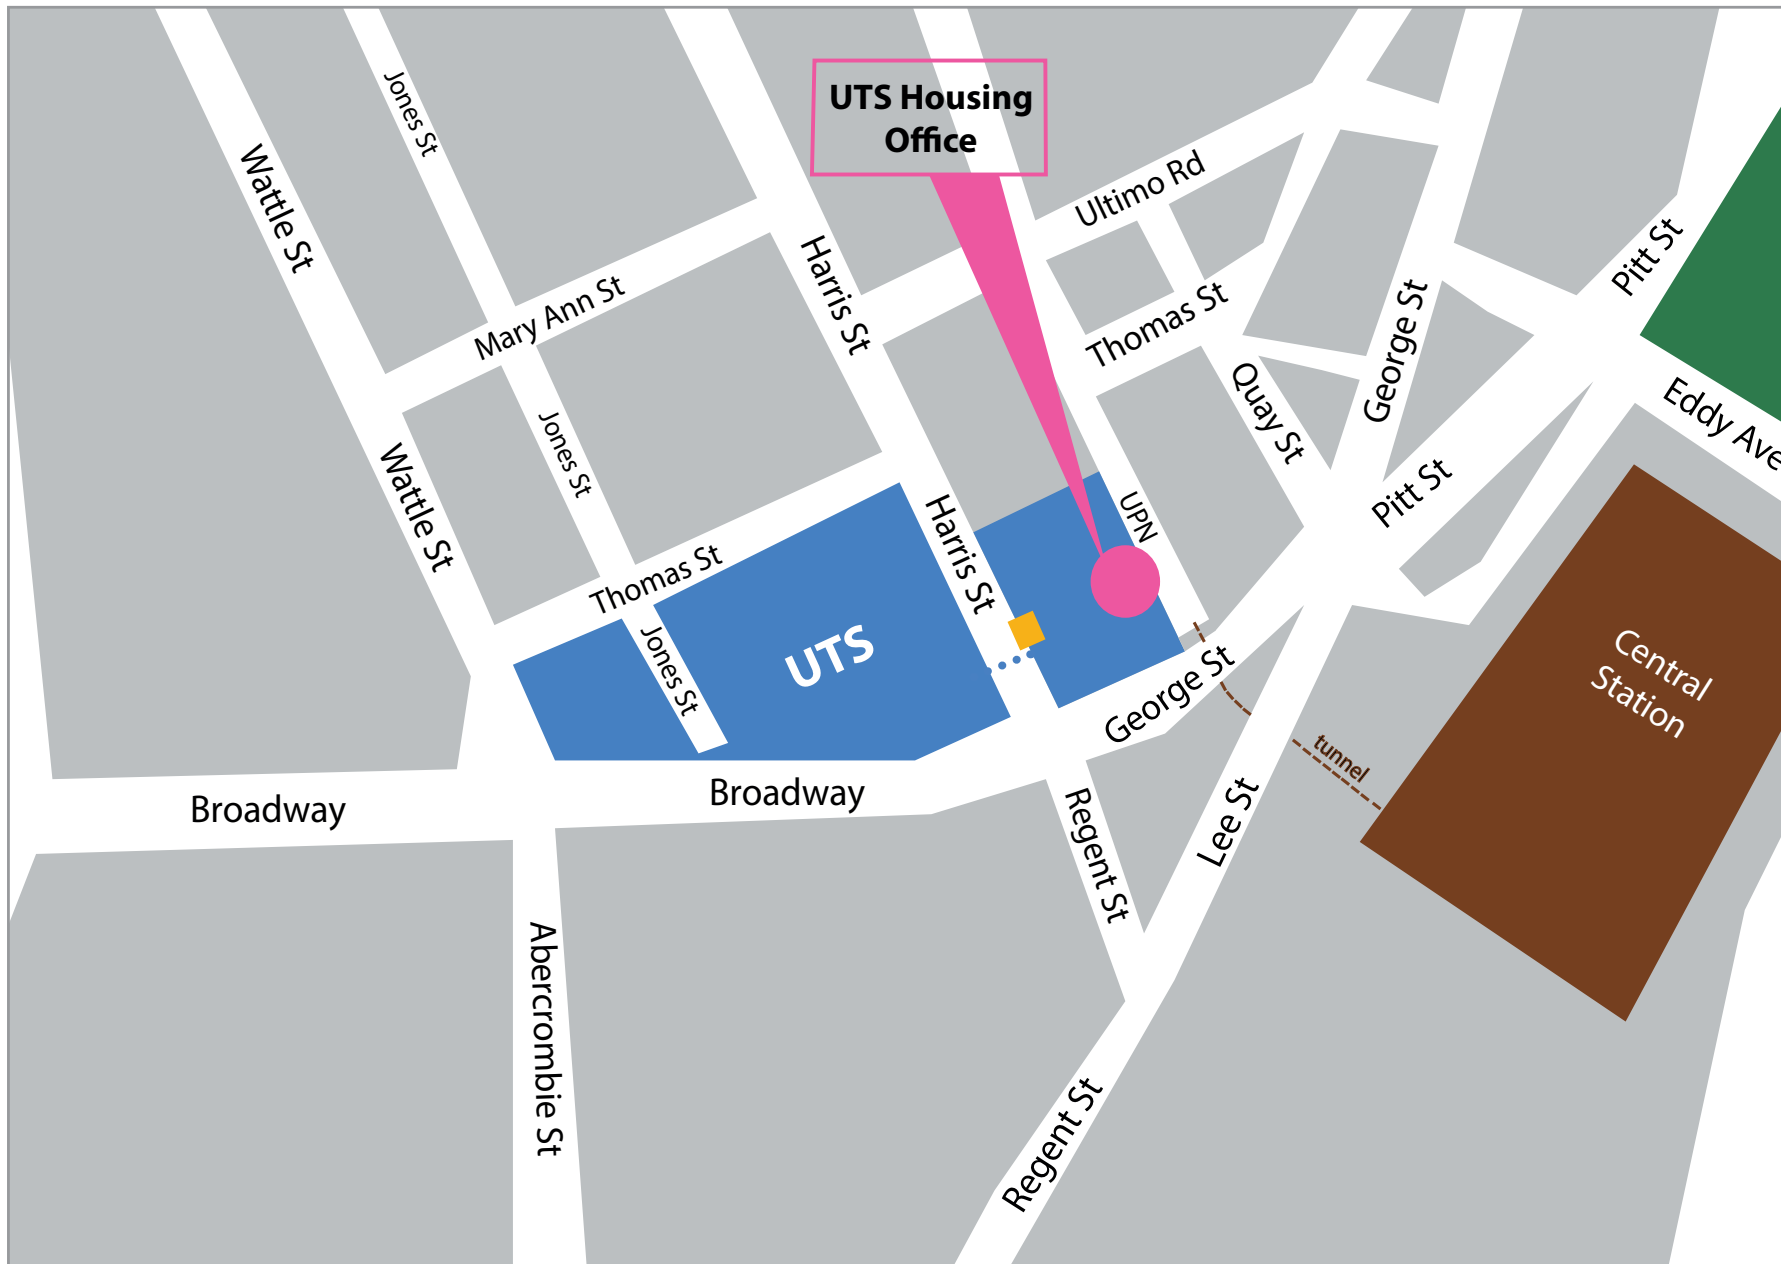 Jones St
UTS Housing
Office
Wattle St
Ultimo Rd
Pitt St
Harris St
Mary Ann St
Thomas St
George St
Quay St
Eddy Ave
Jones St
Wattle St
Pitt St
UPN
Harris St
Thomas St
Jones St
UTS
George St
Central
Station
tunnel
Broadway
Broadway
Regent St
Lee St
Abercrombie St
Regent St